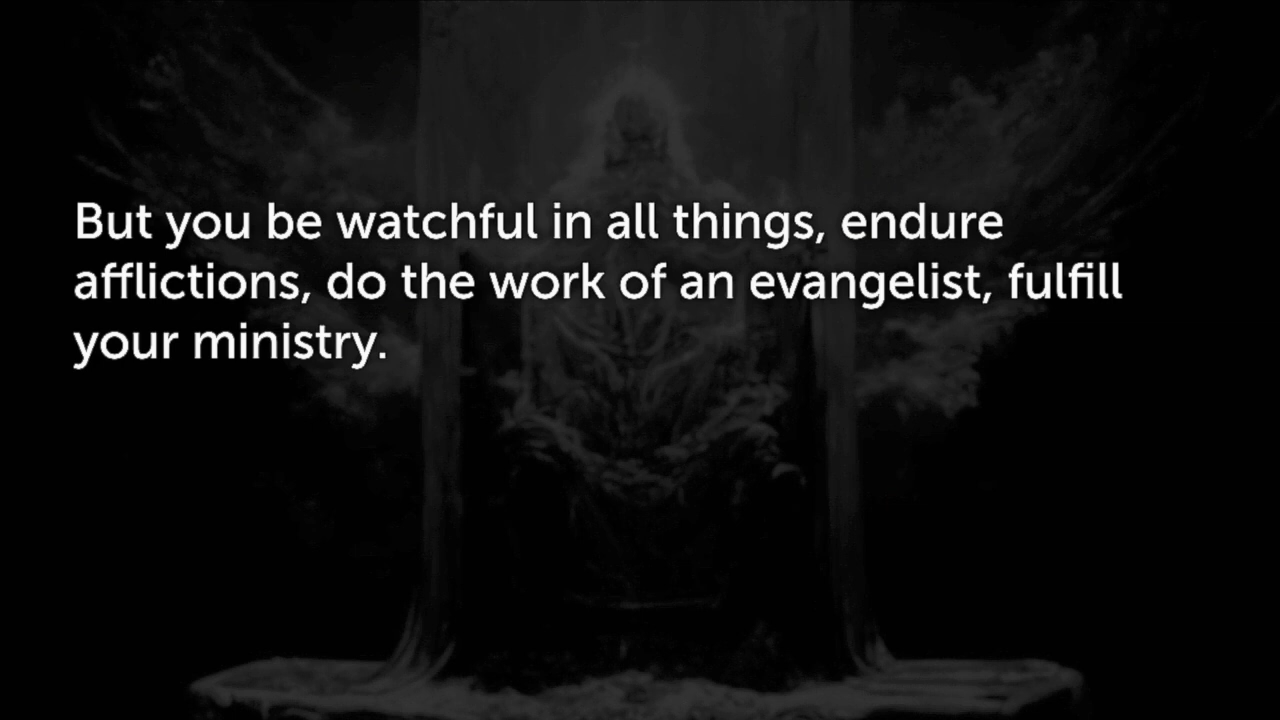 But you be watchful in all things, endure
afflictions, do the work of an evangelist, fulfill
your ministry.